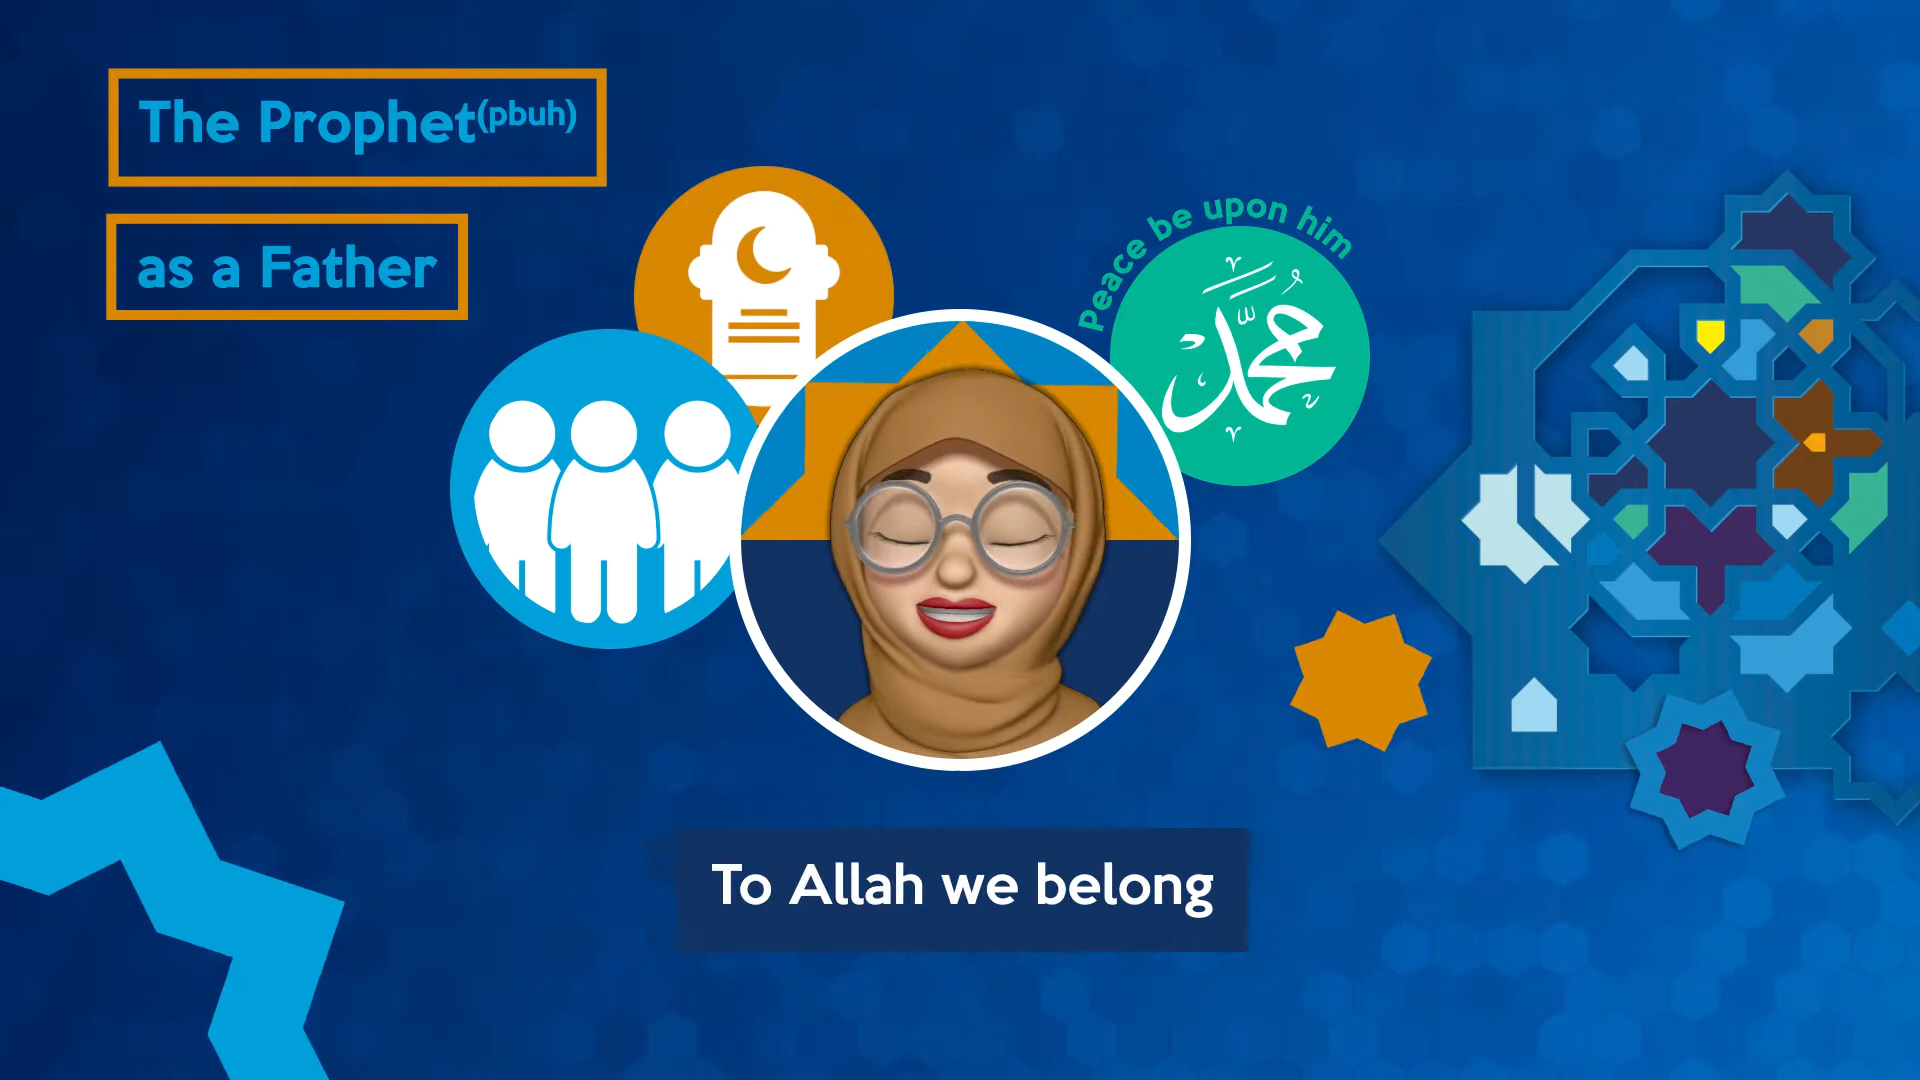 The Prophet(pbuh)
as a Father
Peace be upon him
محمد
To Allah we belong